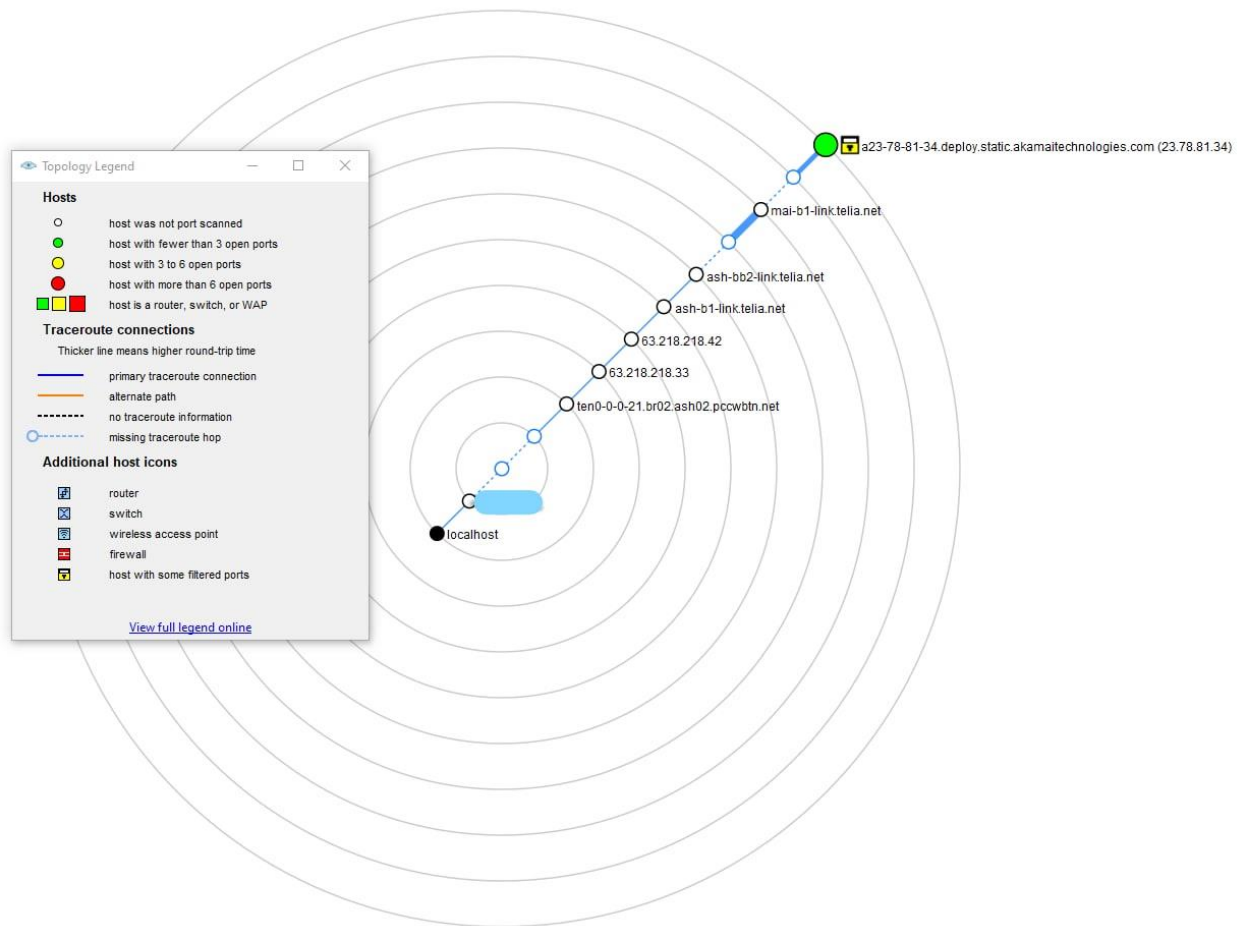 Topology Legend
Hosts
host was not port scanned
host with fewer than 3 open ports
host with 3 to 6 open ports
host with more than 6 open ports
host is a router, switch, or WAP
Traceroute connections
Thicker line means higher round-trip time
primary traceroute connection
alternate path
no traceroute information
missing traceroute hop
Additional host icons
router
switch
wireless access point
firewall
host with some filtered ports
View full legend online
a23-78-81-34.deploy.static.akamaitechnologies.com (23.78.81.34)
mai-b1-link.telia.net
ash-bb2-link.telia.net
ash-b1-link.telia.net
63.218.218.42
63.218.218.33
ten0-0-0-21.br02.ash02.pccwbtn.net
localhost